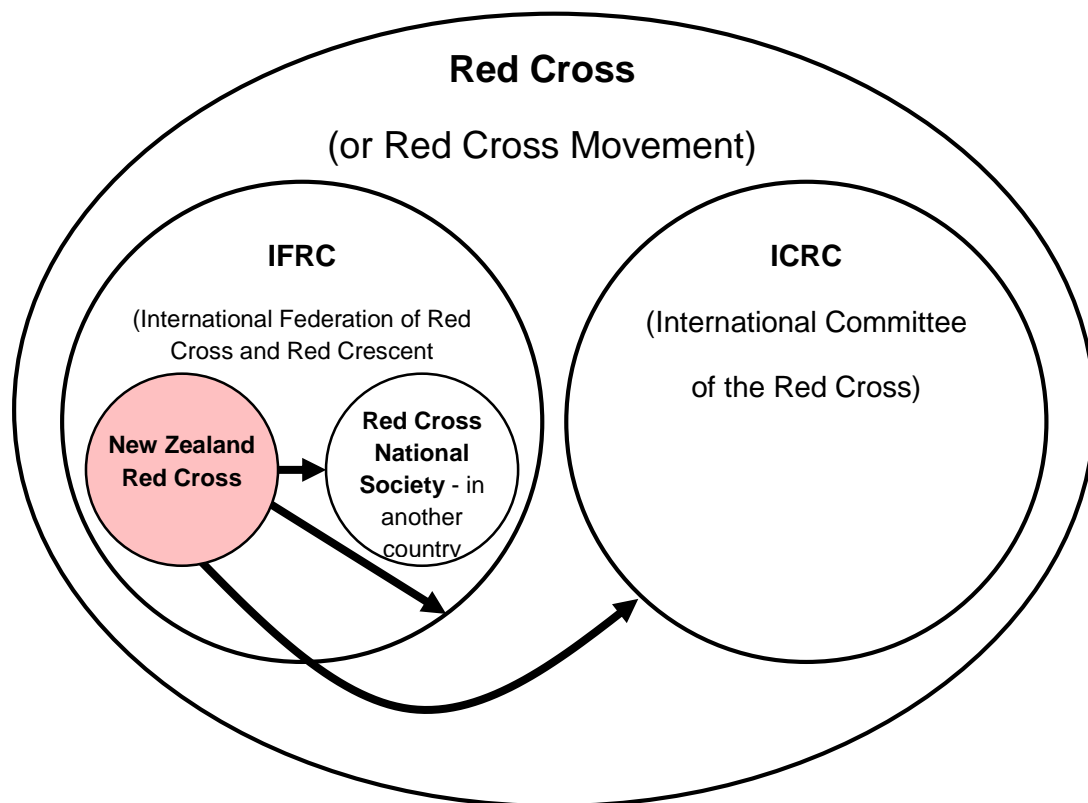 Red Cross
(or Red Cross Movement)
IFRC
(International Federation of Red
Cross and Red Crescent
New Zealand
Red Cross
Red Cross
National
Society - in
another
country
ICRC
(International Committee
of the Red Cross)